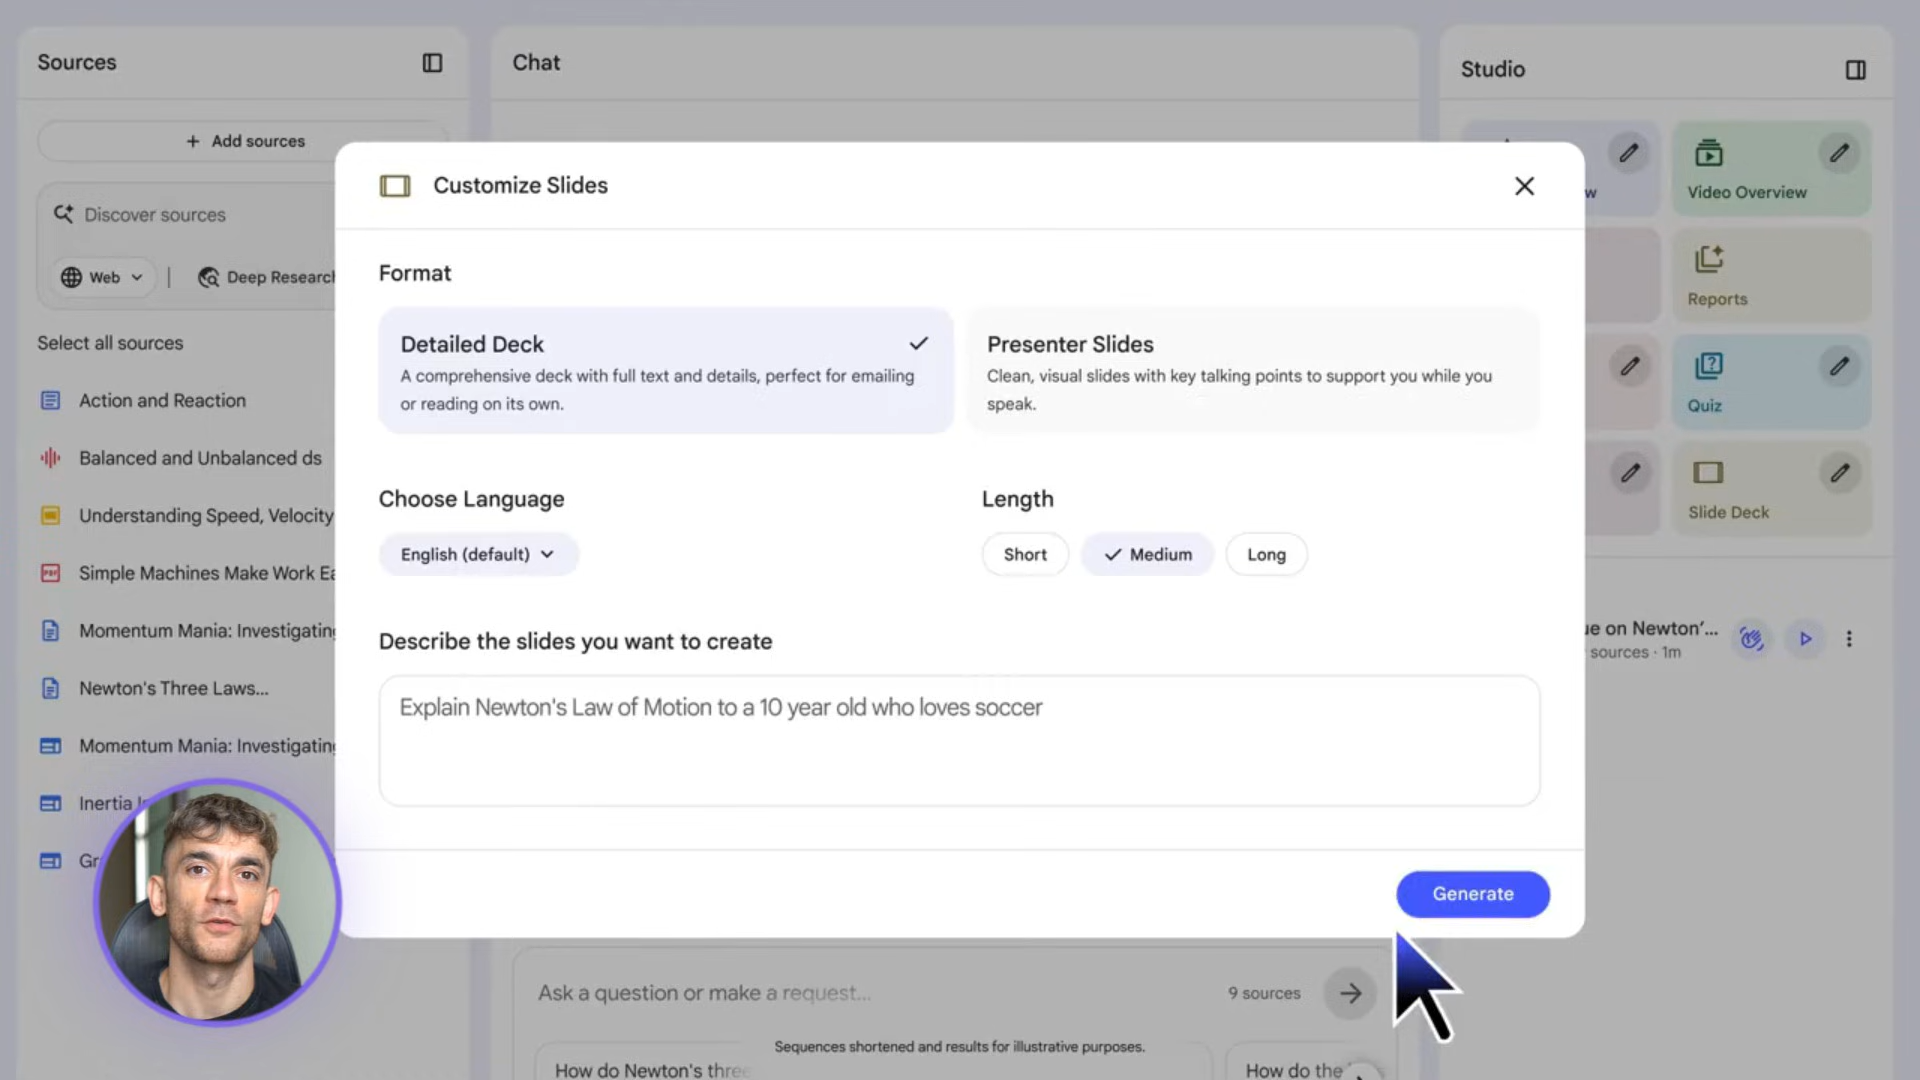 Sources
Chat
Studio
+ Add sources
Discover sources
Web
Deep Research
Select all sources
Action and Reaction
Balanced and Unbalanced ds
Understanding Speed, Velocity
Simple Machines Make Work
Momentum Mania: Investigating
Newton's Three Laws...
Momentum Mania: Investigating
Inertia
Customize Slides
Format
Detailed Deck
A comprehensive deck with full text and details, perfect for emailing
or reading on its own.
Presenter Slides
Clean, visual slides with key talking points to support you while you
speak.
Choose Language
English (default)
Length
Short
Medium
Long
Describe the slides you want to create
Explain Newton's Law of Motion to a 10 year old who loves soccer
Generate
Video Overview
Reports
Quiz
Slide Deck
on Newton'...
sources · 1m
Ask a question or make a request...
9 sources
Sequences shortened and results for illustrative purposes.
How do Newton's three
How do the